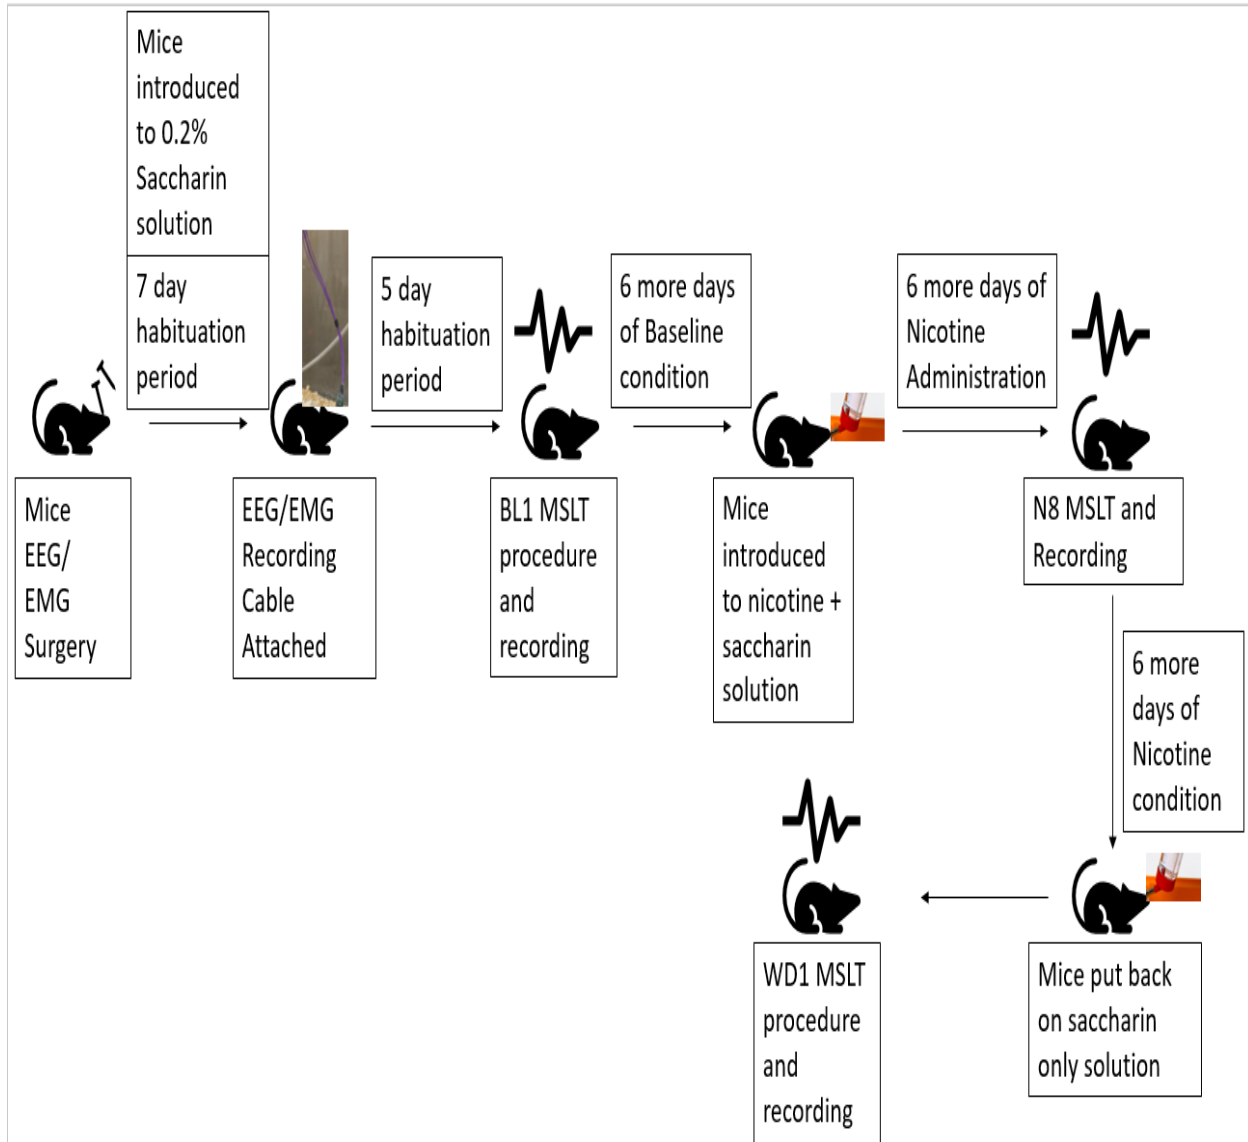 Mice
introduced
to 0.2%
Saccharin
solution
7 day
habituation
period
5 day
habituation
period
6 more days
of Baseline
condition
6 more days of
Nicotine
Administration
Mice
EEG/
EMG
Surgery
EEG/EMG
Recording
Cable
Attached
BL1 MSLT
procedure
and
recording
Mice
introduced
to nicotine +
saccharin
solution
N8 MSLT and
Recording
6 more
days of
Nicotine
condition
Mice put back
on saccharin
only solution
WD1 MSLT
procedure
and
recording